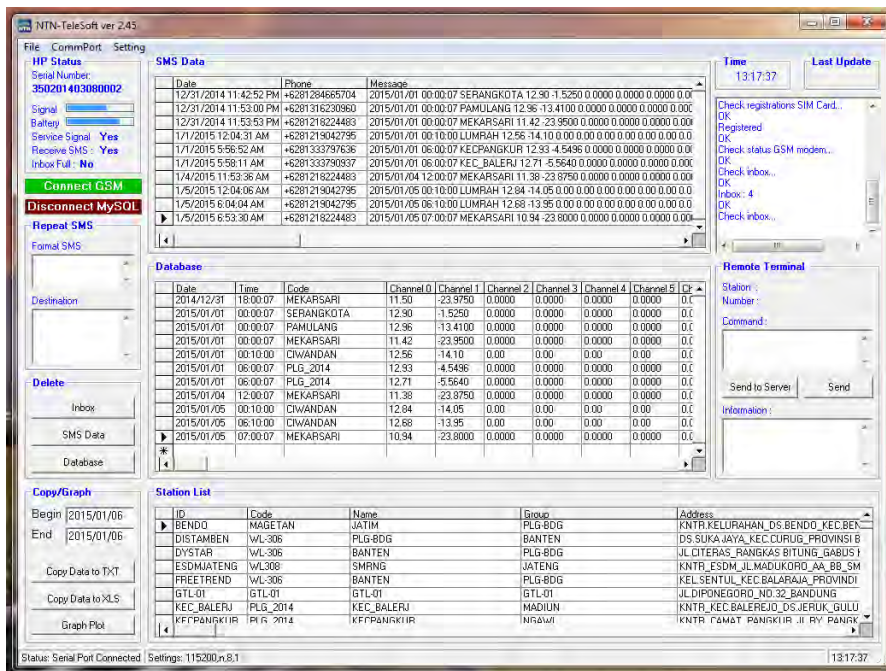 NTN-TeleSoft ver 2.45
File CommPort Setting
HP Status
Serial Number:
350201403080002
Signal
Battery
Service Signal Yes
Receive SMS : Yes
Inbox Full : No
Connect GSM
Disconnect MySQL
Repeat SMS
Format SMS
Destination
Delete
Inbox
SMS Data
Database
Copy/Graph
Begin 2015/01/06
End 2015/01/06
Copy Data to TXT
Copy Data to XLS
Graph Plot
SMS Data
Date Phone Message
12/31/2014 11:42:52 PM +6281284665704 2015/01/01 00:00:07 SERANGKOTA 12.90 -1.5250 0.0000 0.0000 0.0000 0.0
12/31/2014 11:53:00 PM +6281316230960 2015/01/01 00:00:07 PAMULANG 12.96 -13.4100 0.0000 0.0000 0.0000 0.00
12/31/2014 11:53:53 PM +6281218224483 2015/01/01 00:00:07 MEKARSARI 11.42 -23.9500 0.0000 0.0000 0.0000 0.00
1/1/2015 12:04:31 AM +6281219042795 2015/01/01 00:10:00 LUMRAH 12.56 -14.10 0.00 0.00 0.00 0.00 0.00 0.0
1/1/2015 5:56:52 AM +6281333797636 2015/01/01 06:00:07 KECPANGKUR 12.93 -4.5496 0.0000 0.0000 0.0000 0.0
1/1/2015 5:58:11 AM +6281333790937 2015/01/01 06:00:07 KEC_BALERJ 12.71 -5.5640 0.0000 0.0000 0.0000 0.00
1/4/2015 11:53:36 AM +6281218224483 2015/01/04 12:00:07 MEKARSARI 11.38 -23.8750 0.0000 0.0000 0.0000 0.00
1/5/2015 12:04:06 AM +6281219042795 2015/01/05 00:10:00 LUMRAH 12.84 -14.05 0.00 0.00 0.00 0.00 0.00 0.0
1/5/2015 6:04:04 AM +6281219042795 2015/01/05 06:10:00 LUMRAH 12.68 -13.95 0.00 0.00 0.00 0.00 0.00 0.0
1/5/2015 6:53:30 AM +6281218224483 2015/01/05 07:00:07 MEKARSARI 10.94 -23.8000 0.0000 0.0000 0.0000 0.00
Database
Date Time Code Channel 0 Channel 1 Channel 2 Channel 3 Channel 4 Channel 5 Ch
2014/12/31 18:00:07 MEKARSARI 11.50 -23.9750 0.0000 0.0000 0.0000 0.0000 0.0
2015/01/01 00:00:07 SERANGKOTA 12.90 -1.5250 0.0000 0.0000 0.0000 0.0000 0.0
2015/01/01 00:00:07 PAMULANG 12.96 -13.4100 0.0000 0.0000 0.0000 0.0000 0.0
2015/01/01 00:00:07 MEKARSARI 11.42 -23.9500 0.0000 0.0000 0.0000 0.0000 0.0
2015/01/01 00:10:00 CIWANDAN 12.56 -14.10 0.00 0.00 0.00 0.00 0.0
2015/01/01 06:00:07 PLG_2014 12.93 -4.5496 0.0000 0.0000 0.0000 0.0000 0.0
2015/01/01 06:00:07 PLG_2014 12.71 -5.5640 0.0000 0.0000 0.0000 0.0000 0.0
2015/01/04 12:00:07 MEKARSARI 11.38 -23.8750 0.0000 0.0000 0.0000 0.0000 0.0
2015/01/05 00:10:00 CIWANDAN 12.84 -14.05 0.00 0.00 0.00 0.00 0.0
2015/01/05 06:10:00 CIWANDAN 12.68 -13.95 0.00 0.00 0.00 0.00 0.0
2015/01/05 07:00:07 MEKARSARI 10.94 -23.8000 0.0000 0.0000 0.0000 0.0000 0.0
Station List
ID Code Name Group Address
BENDO MAGETAN JATIM PLG-BDG KNTR.KELURAHAN_DS.BENDO_KEC.BEN
DISTAMBEN WL-306 PLG-BDG BANTEN DS.SUKA JAYA_KEC.CURUG_PROVINSI B
DYSTAR WL-306 BANTEN PLG-BDG JL.CITERAS_RANGKAS BITUNG_GABUS
ESDMJATENG WL308 SMRNG JATENG KNTR_ESDM_JL.MADUKORO_AA_BB_SM
FREETREND WL-306 BANTEN PLG-BDG KEL.SENTUL_KEC.BALARAJA_PROVINDI
GTL-01 GTL-01 GTL-01 GTL-01 JL.DIPONEGORO_NO.32_BANDUNG
KEC_BALERJ PLG_2014 KEC_BALERJ MADIUN KNTR_KEC.BALEREJO_DS.JERUK_GULU
KECPANGKUR PLG_2014 KECPANGKUR NGAWI KNTR_CAMAT_PANGKUR_JL.RY_PANGK
Time
13:17:37
Last Update
Check registrations SIM Card...
OK
Registered
Check status GSM modem...
OK
Check inbox...
OK
Inbox : 4
OK
Check inbox...
Remote Terminal
Station :
Number :
Command :
Send to Server Send
Information :
Status: Serial Port Connected Settings: 115200,n,8,1 13:17:37